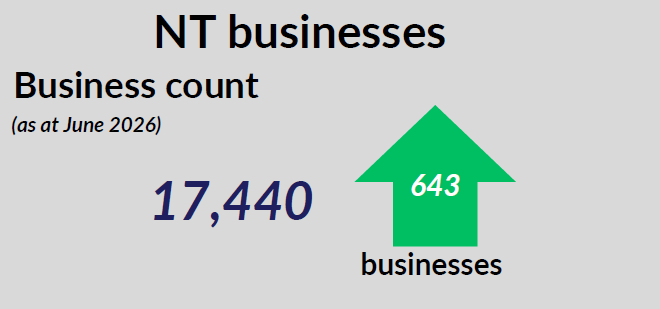 NT businesses
Business count
(as at June 2026)
17,440
643
businesses